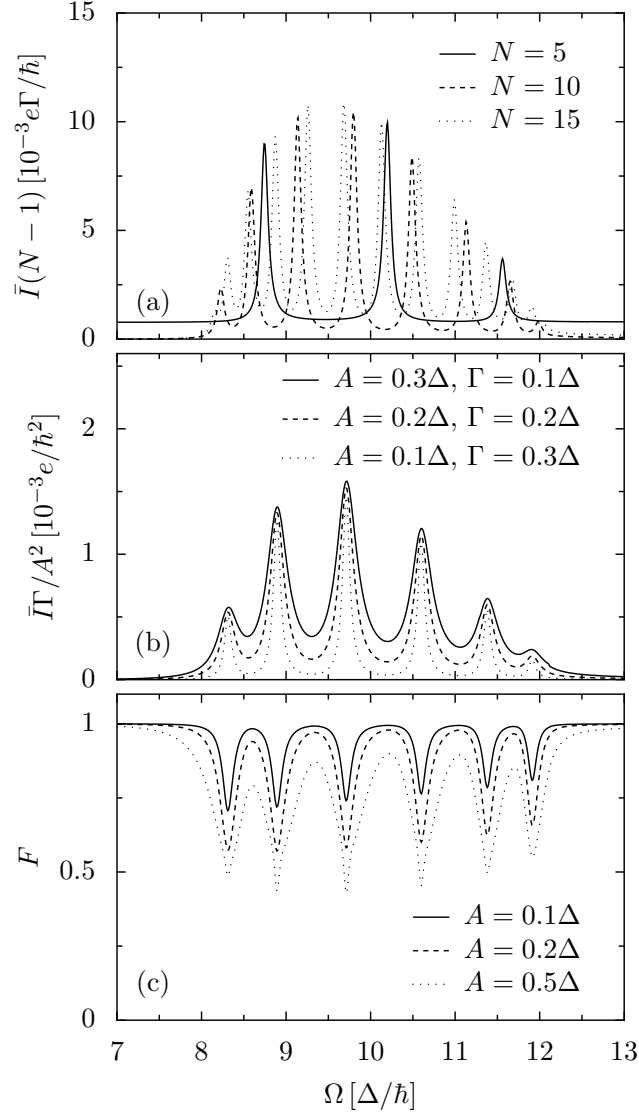 15
10
5
0
Ī(N − 1) [10⁻³eΓ/ħ]
N = 5
N = 10
N = 15
(a)
2
1
0
ĪΓ/A² [10⁻³e/ħ²]
A = 0.3Δ, Γ = 0.1Δ
A = 0.2Δ, Γ = 0.2Δ
A = 0.1Δ, Γ = 0.3Δ
(b)
1
0.5
0
F
A = 0.1Δ
A = 0.2Δ
A = 0.5Δ
(c)
7 8 9 10 11 12 13
Ω [Δ/ħ]